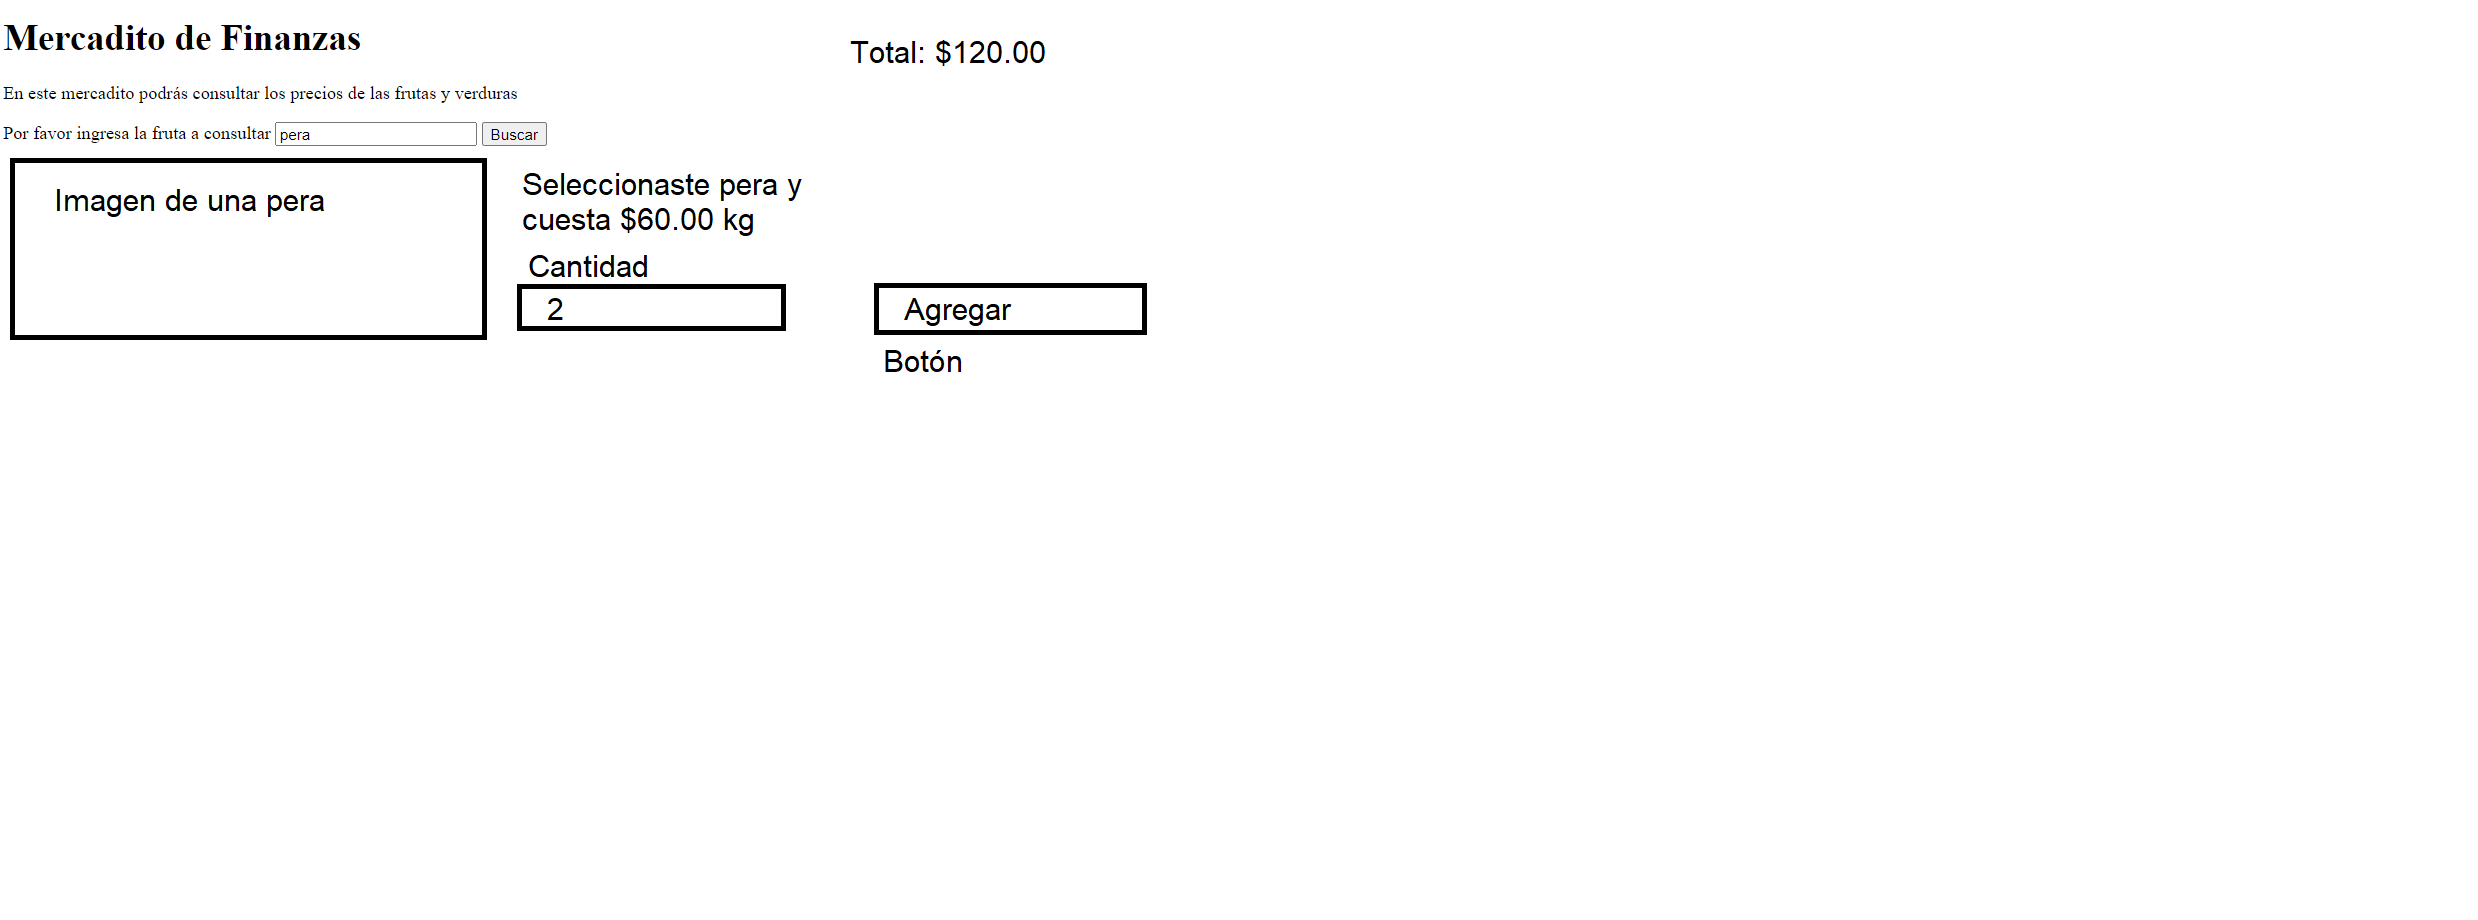 Mercadito de Finanzas
Total: $120.00
En este mercadito podrás consultar los precios de las frutas y verduras
Por favor ingresa la fruta a consultar pera Buscar
Imagen de una pera
Seleccionaste pera y
cuesta $60.00 kg
Cantidad
2
Agregar
Botón